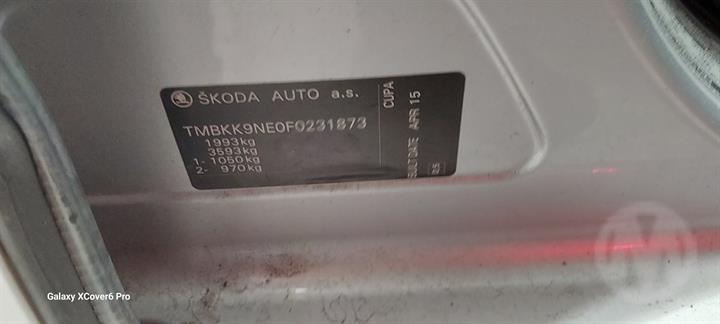 ŠKODA AUTO a.s.
TMBKK9NE0F0231873
1993kg
3593kg
1- 1050kg
2- 970kg
CUPA
BUILT DATE APR 15
Galaxy XCover6 Pro
M